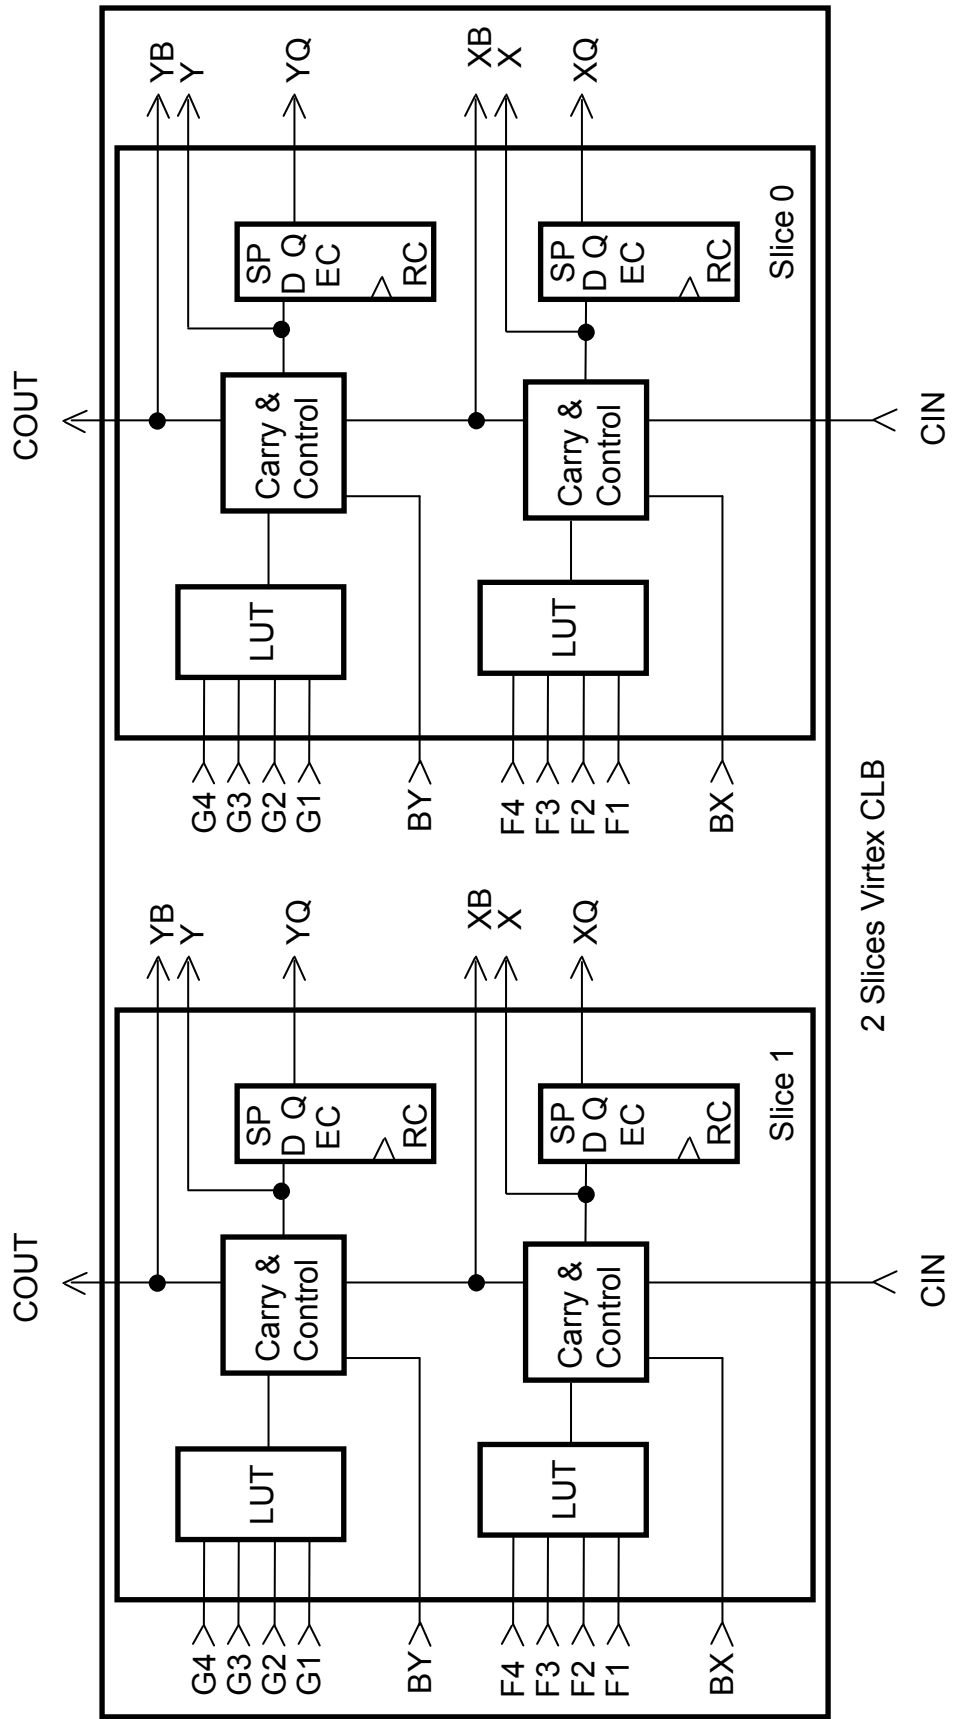 COUT
COUT
YB
Y
G4
G3
G2
G1
LUT
Carry &
Control
SP
D Q
EC
RC
YQ
BY
XB
X
F4
F3
F2
F1
LUT
Carry &
Control
SP
D Q
EC
RC
XQ
BX
Slice 1
CIN
YB
Y
G4
G3
G2
G1
LUT
Carry &
Control
SP
D Q
EC
RC
YQ
BY
XB
X
F4
F3
F2
F1
LUT
Carry &
Control
SP
D Q
EC
RC
XQ
BX
Slice 0
CIN
2 Slices Virtex CLB